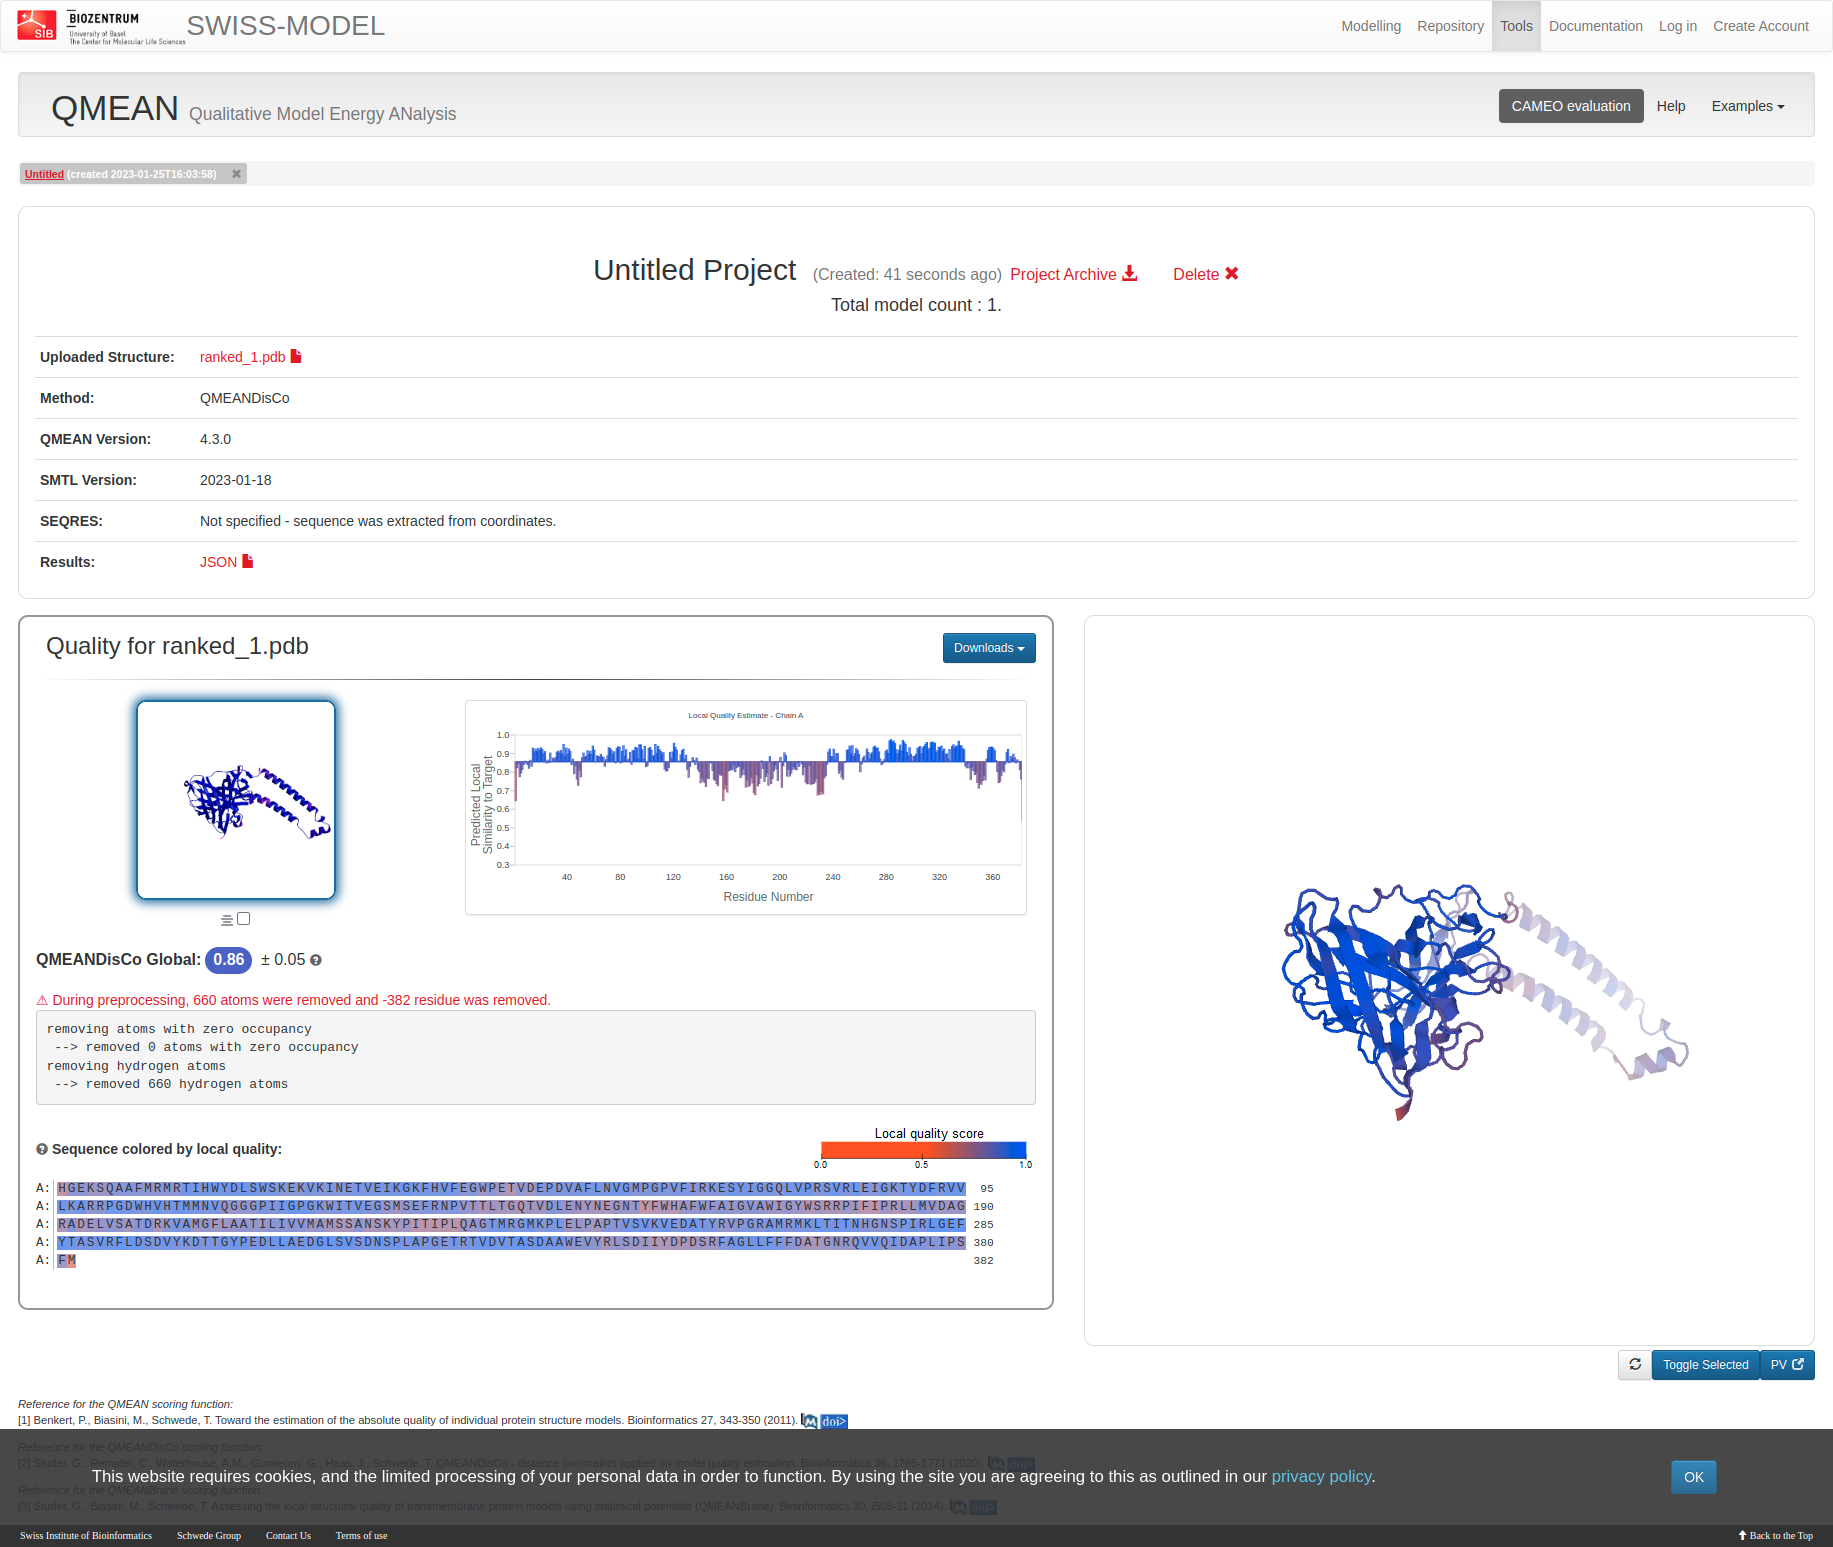 SIB
BIOZENTRUM
University of Basel
The Center for Molecular Life Sciences
SWISS-MODEL
Modelling Repository Tools Documentation Log in Create Account
QMEAN Qualitative Model Energy ANalysis
CAMEO evaluation Help Examples
Untitled (created 2023-01-25T16:03:58)
Untitled Project (Created: 41 seconds ago) Project Archive Delete
Total model count : 1.
Uploaded Structure: ranked_1.pdb
Method: QMEANDisCo
QMEAN Version: 4.3.0
SMTL Version: 2023-01-18
SEQRES: Not specified - sequence was extracted from coordinates.
Results: JSON
Quality for ranked_1.pdb
Downloads
Local Quality Estimate - Chain A
Predicted Local
Similarity to Target
1.0
0.9
0.8
0.7
0.6
0.5
0.4
0.3
40 80 120 160 200 240 280 320 360
Residue Number
QMEANDisCo Global: 0.86 ± 0.05
⚠ During preprocessing, 660 atoms were removed and -382 residue was removed.
removing atoms with zero occupancy
--> removed 0 atoms with zero occupancy
removing hydrogen atoms
--> removed 660 hydrogen atoms
Sequence colored by local quality:
Local quality score
0.0 0.5 1.0
A: HGEKSQAAFMRMRTIHWYDLSWSKEKVKINETVEIKGKFHVFEGWPETVDEPDVAFLNVGMPGPVFIRKESYIGGQLVPRSVRLEIGKTYDFRVV 95
A: LKARRPGDWHVHTMMNVQGGGPIIGPGKWITVEGSMSEFRNPVTTLTGQTVDLENYNEGNTYFWHAFWFAIGVAWIGYWSRRPIFIPRLLMVDAG 190
A: RADELVSATDRKVAMGFLAATILIVVMAMSSANSKYPITIPLQAGTMRGMKPLELPAPTVSVKVEDATYRVPGRAMRMKLTITNHGNSPIRLGEF 285
A: YTASVRFLDSDVYKDTTGYPEDLLAEDGLSVSDNSPLAPGETRTVDVTASDAAWEVYRLSDIIYDPDSRFAGLLFFFDATGNRQVVQIDAPLIPS 380
A: FM 382
Toggle Selected PV
Reference for the QMEAN scoring function:
[1] Benkert, P., Biasini, M., Schwede, T. Toward the estimation of the absolute quality of individual protein structure models. Bioinformatics 27, 343-350 (2011). M doi>
Reference for the QMEANDisCo scoring function:
[2] Studer, G., Rempfer, C., Waterhouse, A.M., Gumienny, G., Haas, J., Schwede, T. QMEANDisCo - distance constraints applied on model quality estimation. Bioinformatics 36, 1765-1771 (2020). M doi>
This website requires cookies, and the limited processing of your personal data in order to function. By using the site you are agreeing to this as outlined in our privacy policy.
OK
Reference for the QMEANBrane scoring function:
[3] Studer, G., Biasini, M., Schwede, T. Assessing the local structural quality of transmembrane protein models using statistical potentials (QMEANBrane). Bioinformatics 30, i505-11 (2014). M doi>
Swiss Institute of Bioinformatics Schwede Group Contact Us Terms of use Back to the Top